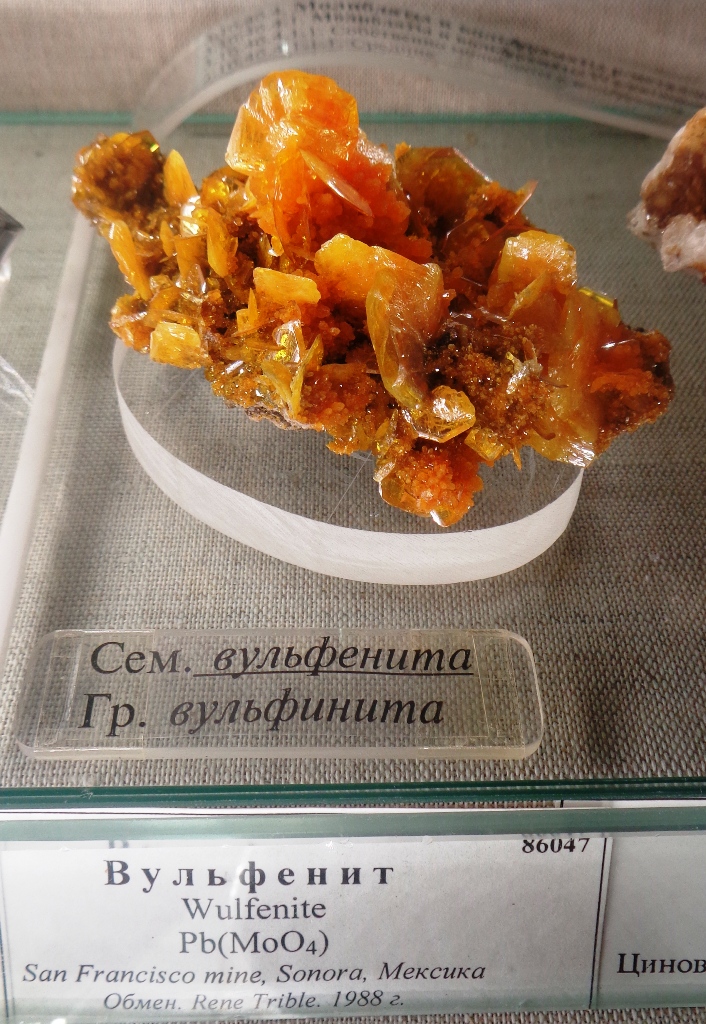 Сем. вульфенита
Гр. вульфинита
86047
Вульфенит
Wulfenite
Pb(MoO₄)
San Francisco mine, Sonora, Мексика
Обмен. Rene Trible. 1988 г.
Цинов